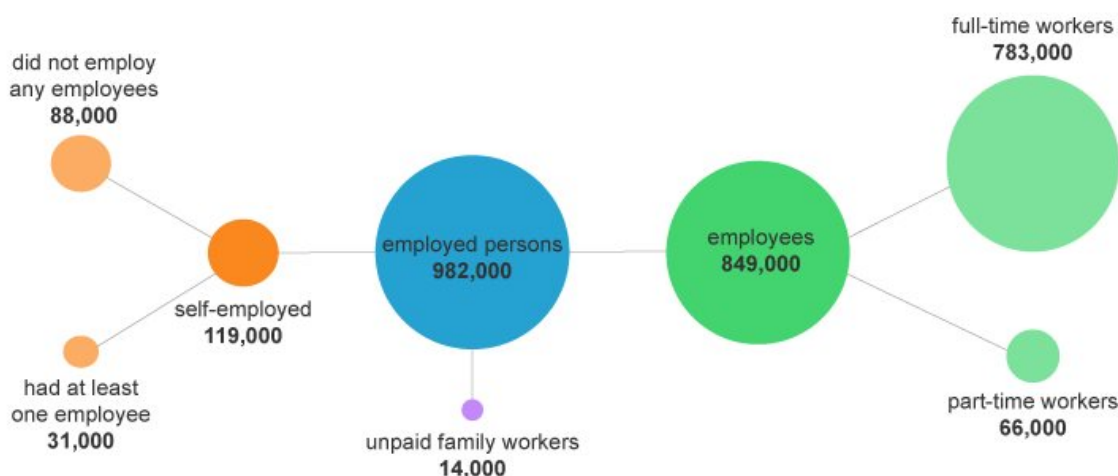 did not employ
any employees
88,000
had at least
one employee
31,000
self-employed
119,000
employed persons
982,000
unpaid family workers
14,000
employees
849,000
full-time workers
783,000
part-time workers
66,000